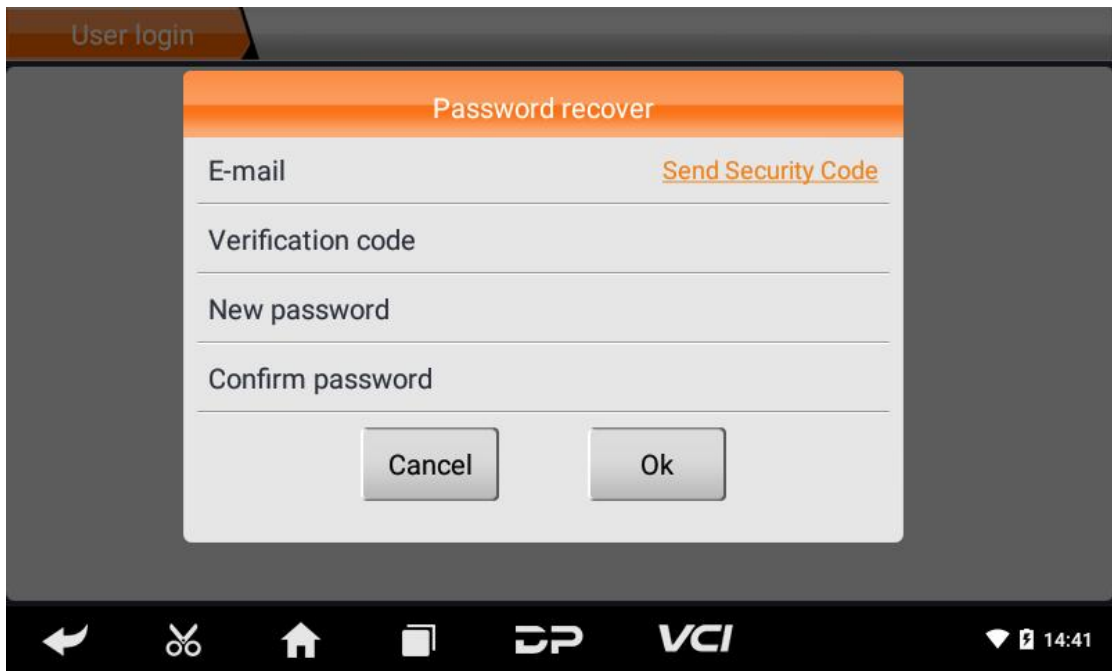 User login
Password recover
E-mail Send Security Code
Verification code
New password
Confirm password
Cancel Ok
DP VCI 14:41